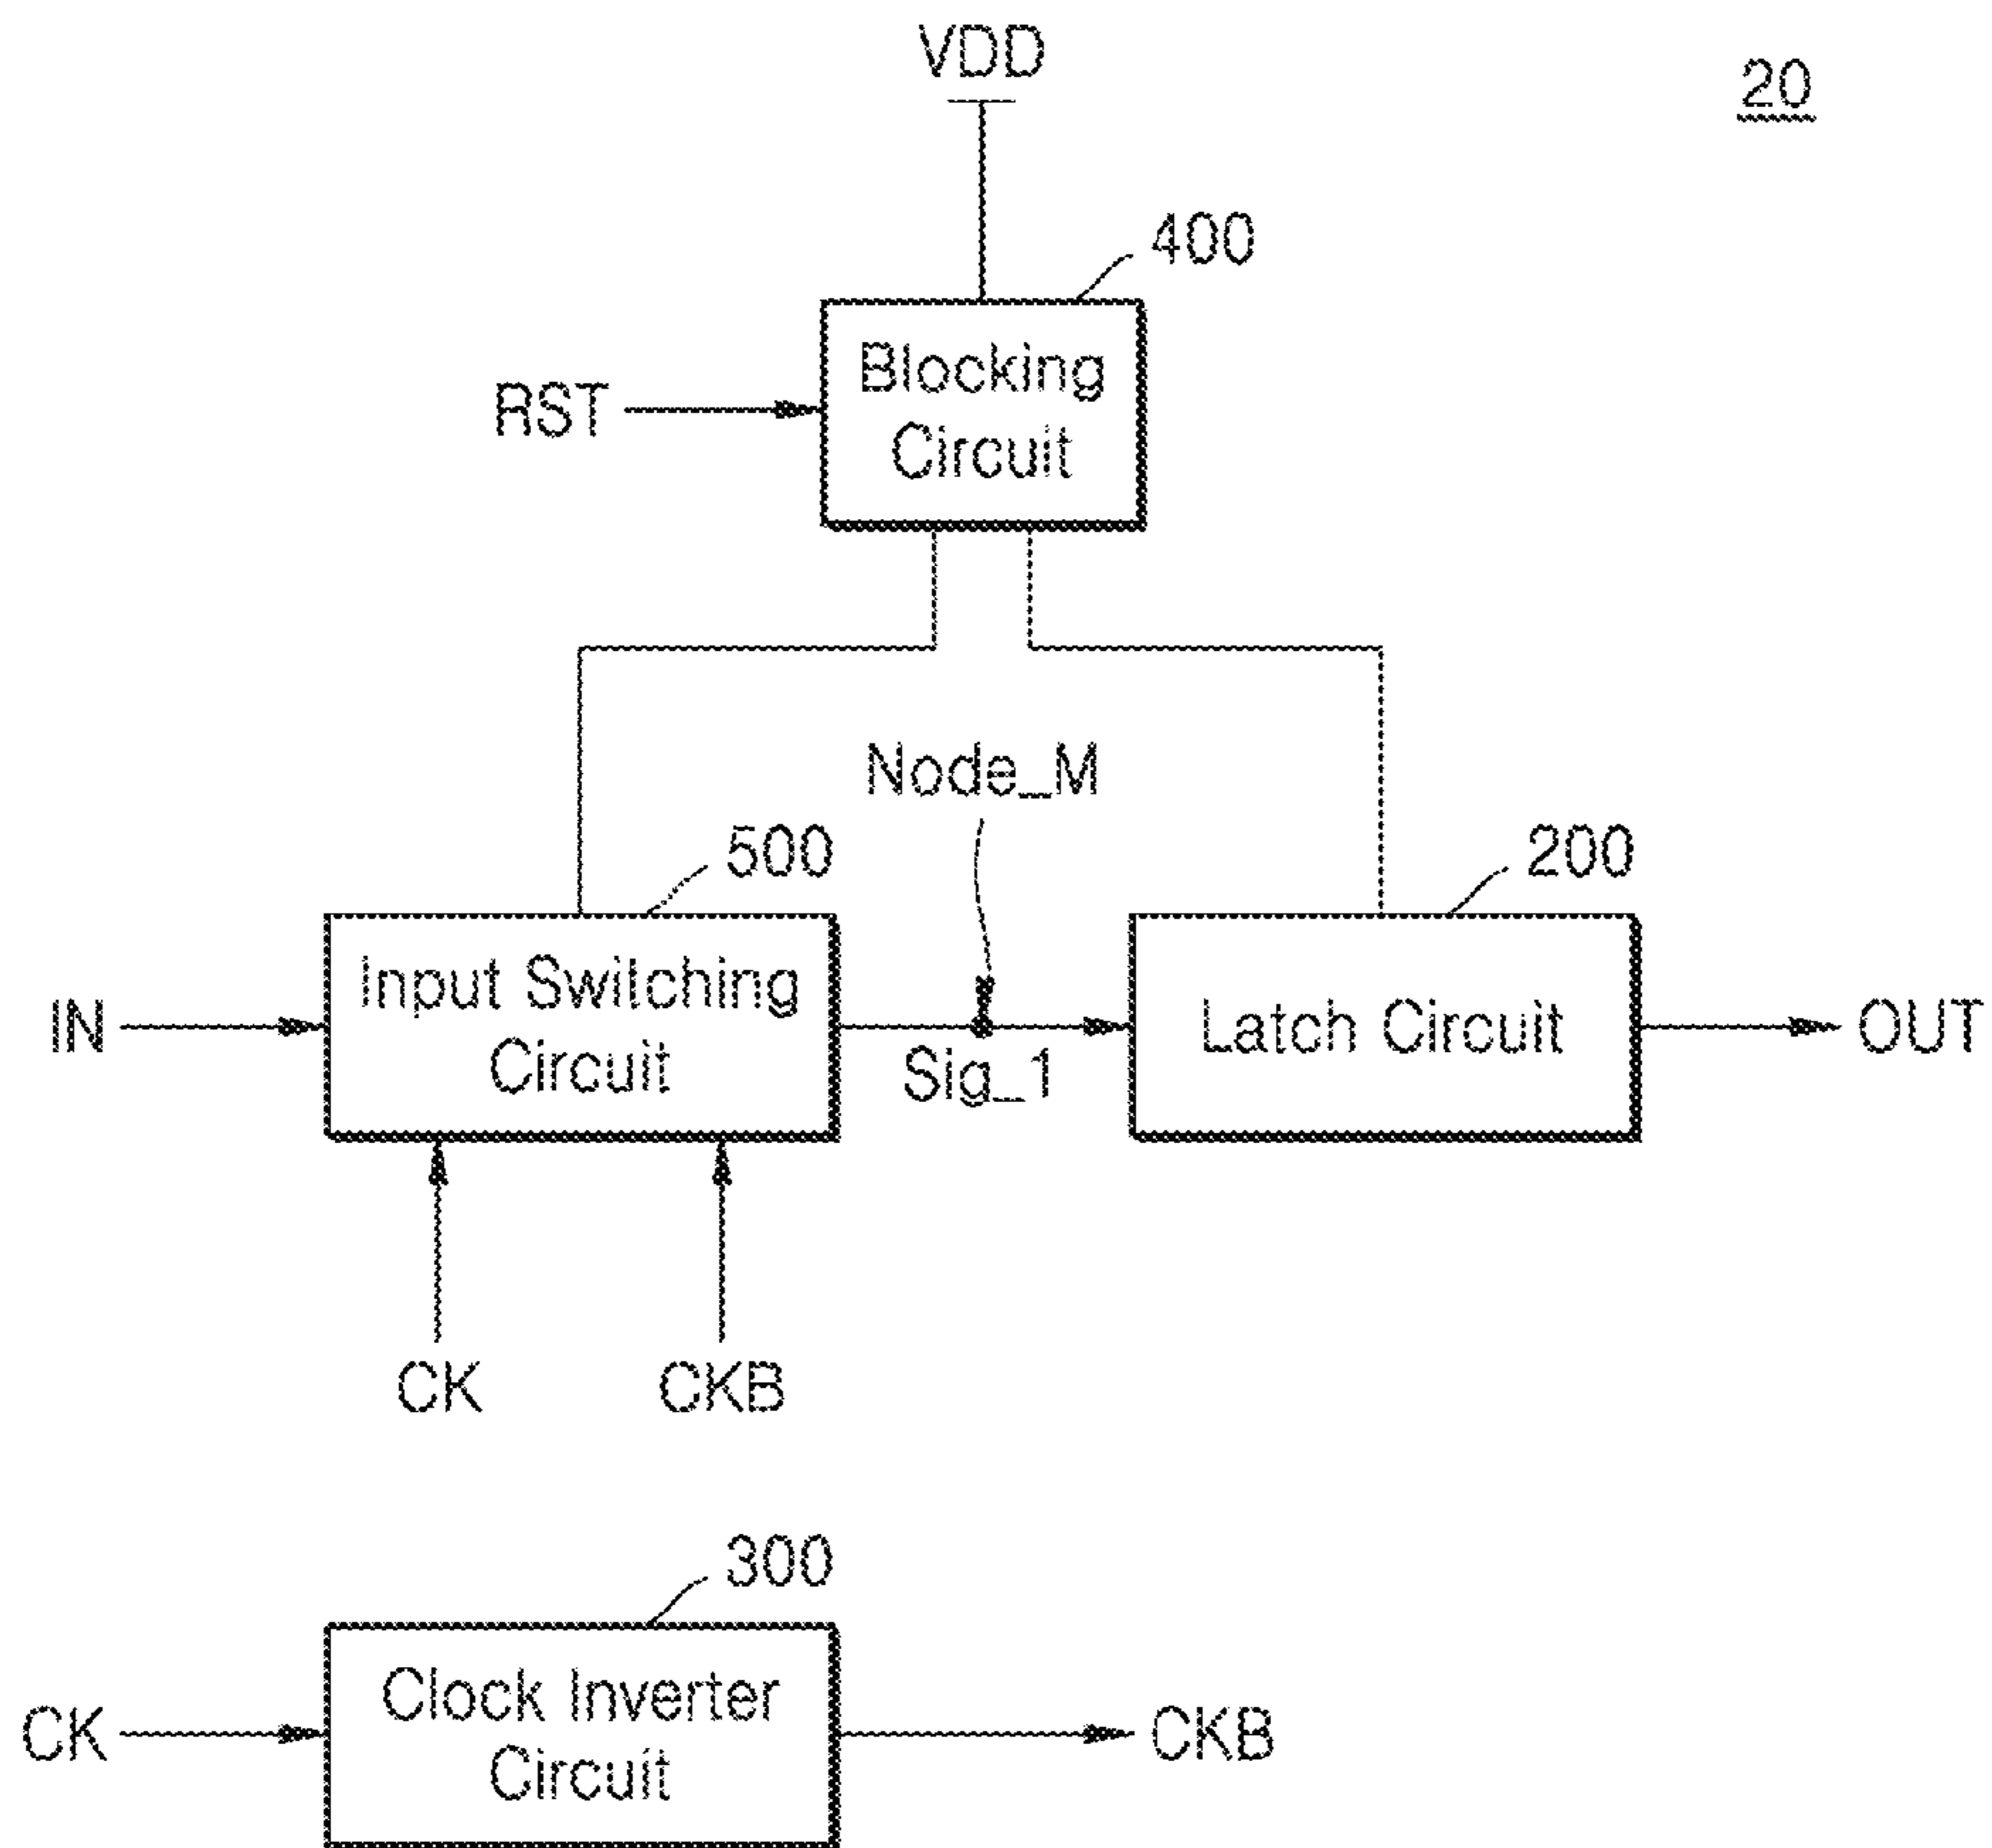 VDD
20
400
Blocking
Circuit
RST
Node_M
500
200
Input Switching
Circuit
IN
Sig_1
Latch Circuit
OUT
CK
CKB
300
Clock Inverter
Circuit
CK
CKB